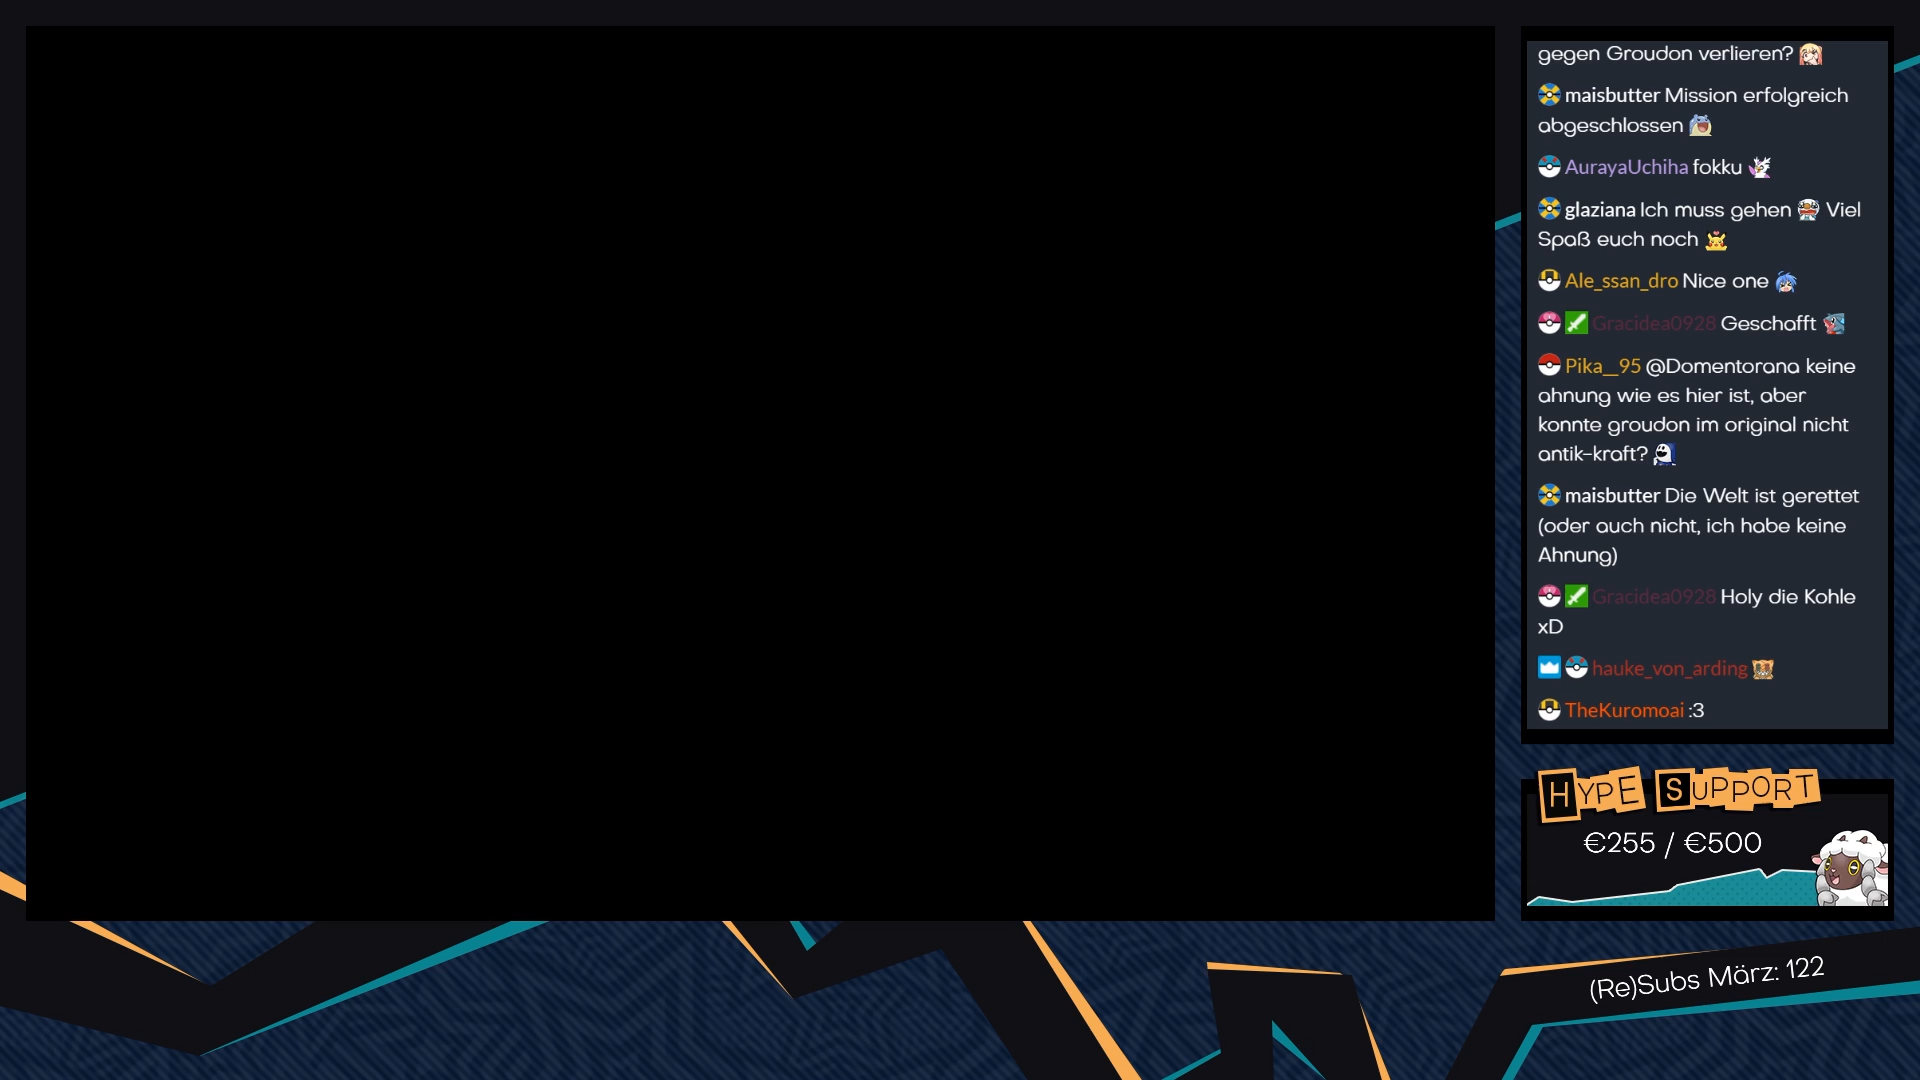 gegen Groudon verlieren?
maisbutter Mission erfolgreich
abgeschlossen
AurayaUchiha fokku
glaziana Ich muss gehen Viel
Spaß euch noch
Ale_ssan_dro Nice one
Gracidea0928 Geschafft
Pika__95 @Domentorana keine
ahnung wie es hier ist, aber
konnte groudon im original nicht
antik-kraft?
maisbutter Die Welt ist gerettet
(oder auch nicht, ich habe keine
Ahnung)
Gracidea0928 Holy die Kohle
xD
hauke_von_arding
TheKuromoai :3
HYPE SUPPORT
€255 / €500
(Re)Subs März: 122